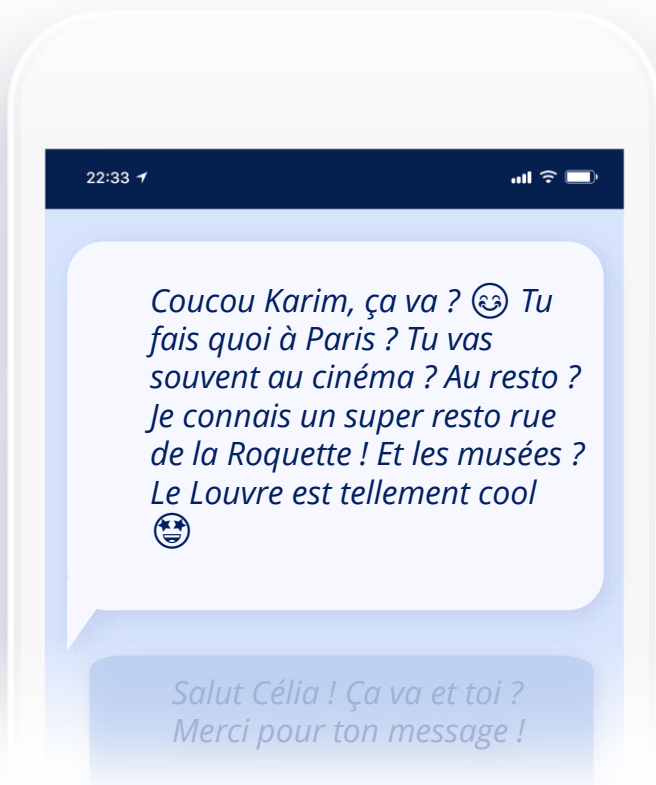 22:33
Coucou Karim, ça va ? 😊 Tu
fais quoi à Paris ? Tu vas
souvent au cinéma ? Au resto ?
Je connais un super resto rue
de la Roquette ! Et les musées ?
Le Louvre est tellement cool
🤩
Salut Célia ! Ça va et toi ?
Merci pour ton message !